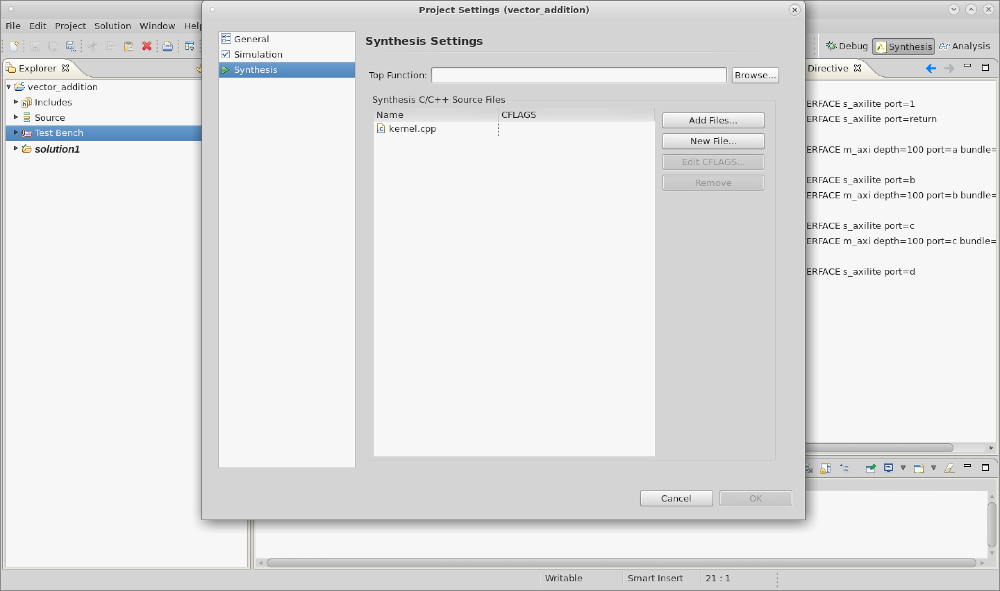 Project Settings (vector_addition)
File Edit Project Solution Window Help
Debug Synthesis Analysis
Explorer
vector_addition
Includes
Source
Test Bench
solution1
General
Simulation
Synthesis
Synthesis Settings
Top Function: Browse...
Synthesis C/C++ Source Files
Name CFLAGS
kernel.cpp
Add Files...
New File...
Edit CFLAGS...
Remove
Cancel OK
Directive
ERFACE s_axilite port=1
ERFACE s_axilite port=return
ERFACE m_axi depth=100 port=a bundle=
ERFACE s_axilite port=b
ERFACE m_axi depth=100 port=b bundle=
ERFACE s_axilite port=c
ERFACE m_axi depth=100 port=c bundle=
ERFACE s_axilite port=d
Writable Smart Insert 21 : 1